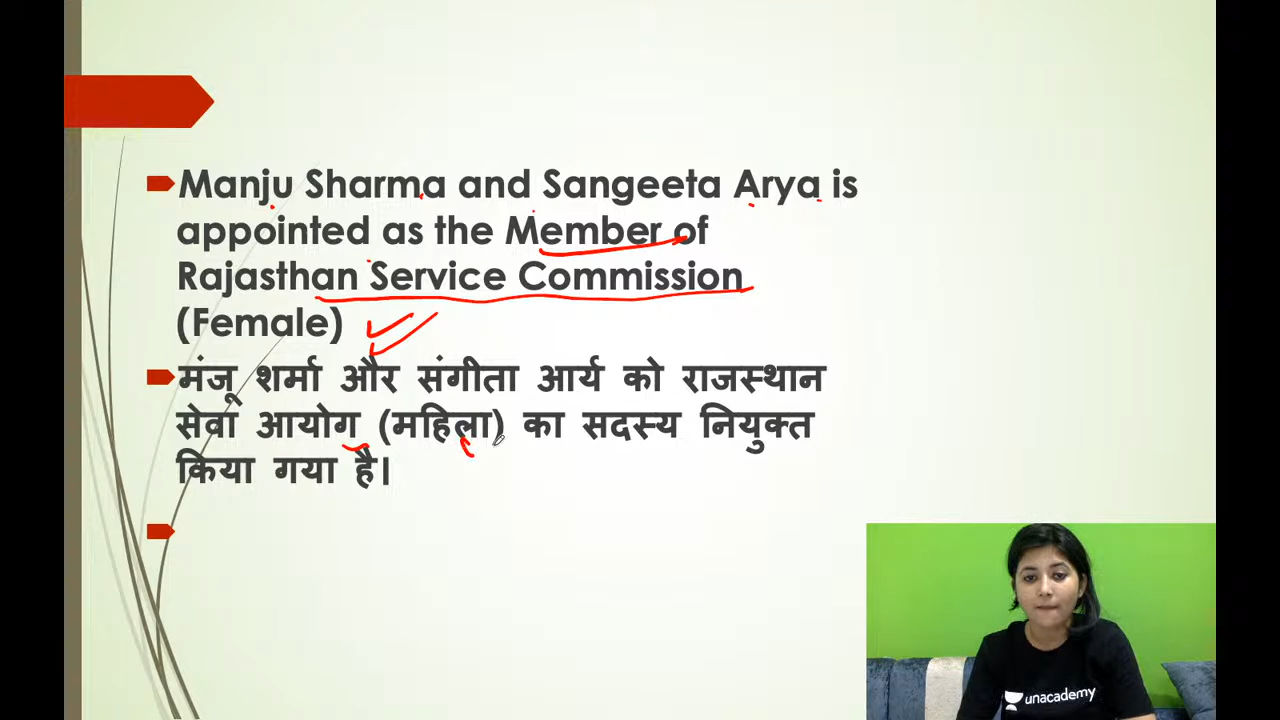 Manju Sharma and Sangeeta Arya is
appointed as the Member of
Rajasthan Service Commission
(Female)
मंजू शर्मा और संगीता आर्य को राजस्थान
सेवा आयोग (महिला) का सदस्य नियुक्त
किया गया है।
unacademy